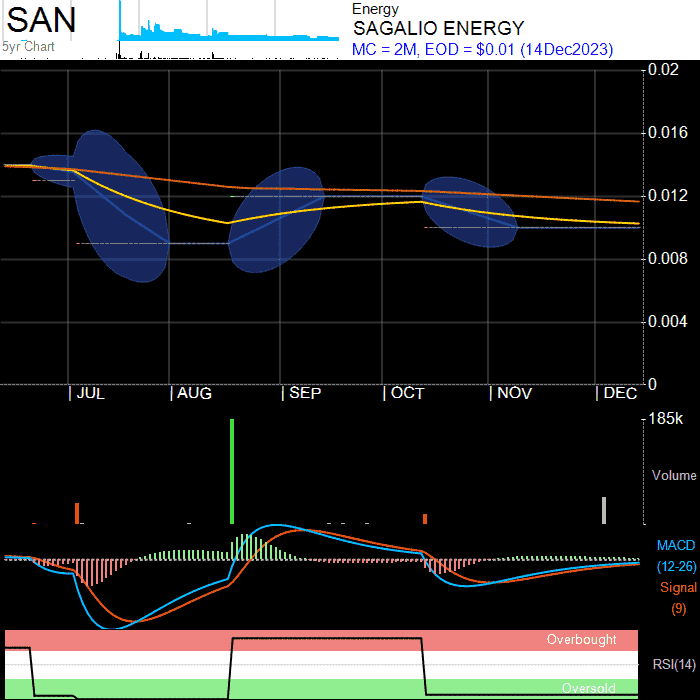 SAN
5yr Chart
Energy
SAGALIO ENERGY
MC = 2M, EOD = $0.01 (14Dec2023)
0.02
0.016
0.012
0.008
0.004
0
JUL AUG SEP OCT NOV DEC
185k
Volume
MACD
(12-26)
Signal
(9)
Overbought
RSI(14)
Oversold